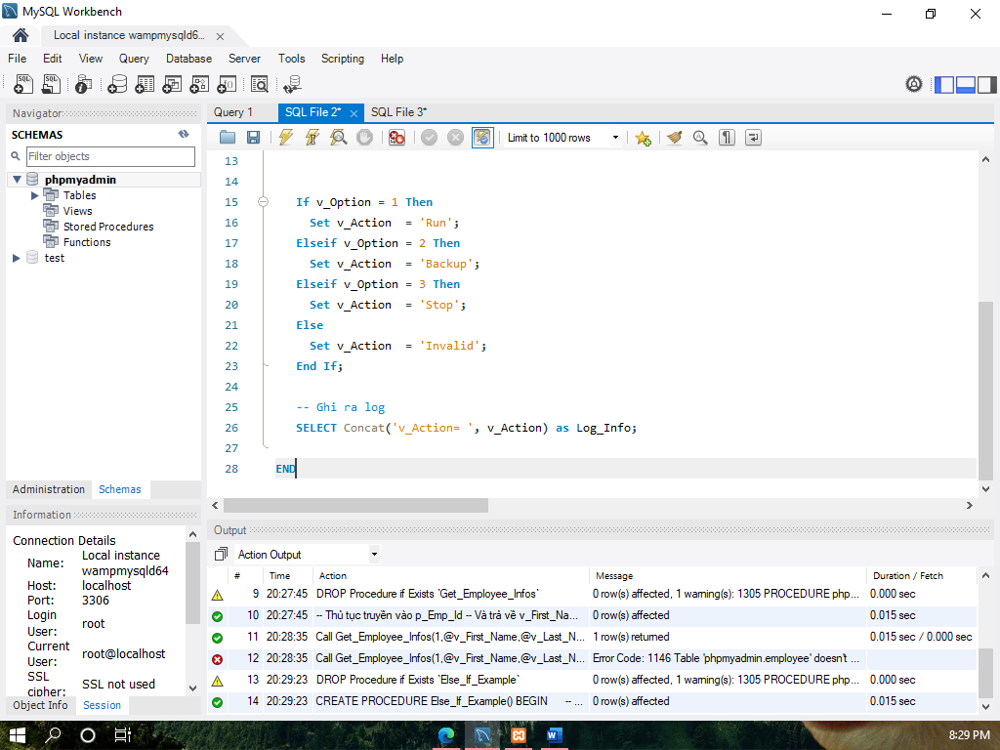 MySQL Workbench
Local instance wampmysqld6...
File Edit View Query Database Server Tools Scripting Help
Navigator
SCHEMAS
Filter objects
phpmyadmin
Tables
Views
Stored Procedures
Functions
test
Administration Schemas
Information
Connection Details
Name: Local instance wampmysqld64
Host: localhost
Port: 3306
Login User: root
Current User: root@localhost
SSL cipher: SSL not used
Object Info Session
Query 1 SQL File 2* SQL File 3*
Limit to 1000 rows
13
14
15 If v_Option = 1 Then
16 Set v_Action = 'Run';
17 Elseif v_Option = 2 Then
18 Set v_Action = 'Backup';
19 Elseif v_Option = 3 Then
20 Set v_Action = 'Stop';
21 Else
22 Set v_Action = 'Invalid';
23 End If;
24
25 -- Ghi ra log
26 SELECT Concat('v_Action= ', v_Action) as Log_Info;
27
28 END
Output
Action Output
# Time Action Message Duration / Fetch
9 20:27:45 DROP Procedure if Exists `Get_Employee_Infos` 0 row(s) affected, 1 warning(s): 1305 PROCEDURE php... 0.000 sec
10 20:27:45 -- Thủ tục truyền vào p_Emp_Id -- Và trả về v_First_Na... 0 row(s) affected 0.015 sec
11 20:28:35 Call Get_Employee_Infos(1,@v_First_Name,@v_Last_N... 1 row(s) returned 0.015 sec / 0.000 sec
12 20:28:35 Call Get_Employee_Infos(1,@v_First_Name,@v_Last_N... Error Code: 1146 Table 'phpmyadmin.employee' doesn't ...
13 20:29:23 DROP Procedure if Exists `Else_If_Example` 0 row(s) affected, 1 warning(s): 1305 PROCEDURE php... 0.000 sec
14 20:29:23 CREATE PROCEDURE Else_If_Example() BEGIN -- ... 0 row(s) affected 0.015 sec
8:29 PM